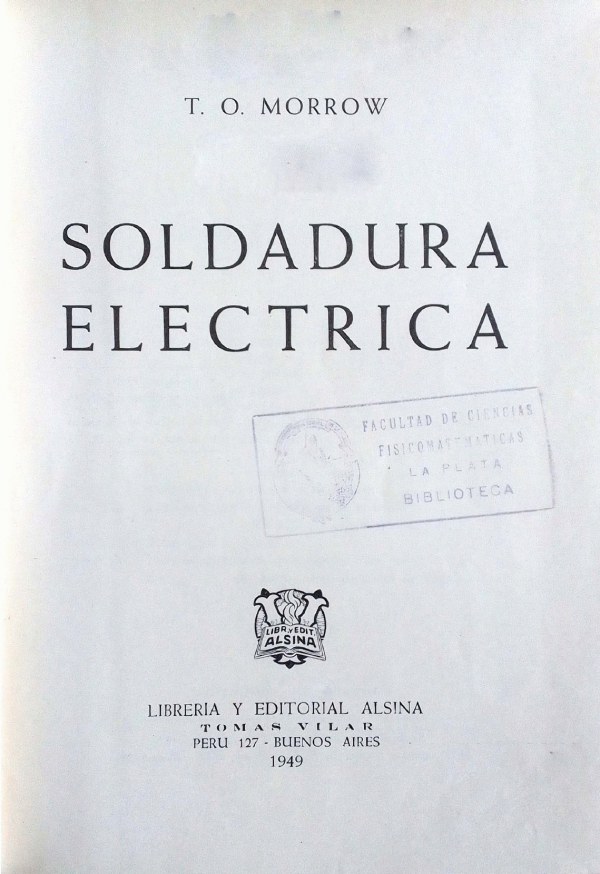 T. O. MORROW
SOLDADURA
ELECTRICA
FACULTAD DE CIENCIAS
FISICOMATEMATICAS
LA PLATA
BIBLIOTECA
LIBR. Y EDIT.
ALSINA
LIBRERIA Y EDITORIAL ALSINA
TOMAS VILAR
PERU 127 - BUENOS AIRES
1949